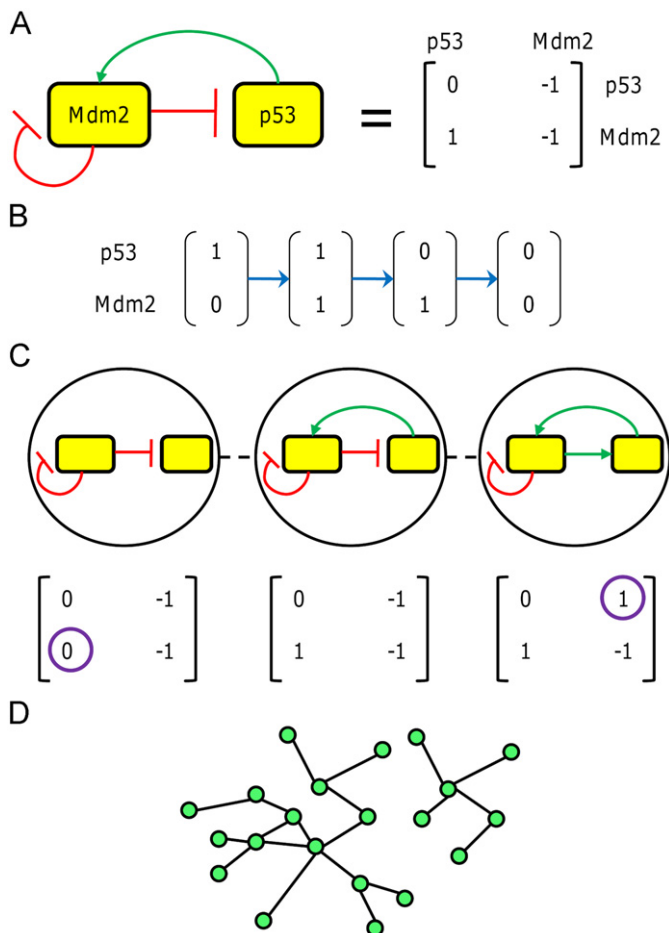 A
p53 Mdm2
Mdm2 p53 = 0 -1 p53
1 -1 Mdm2
B
p53 1 1 0 0
Mdm2 0 1 1 0
C
0 -1 0 -1 0 1
0 -1 1 -1 1 -1
D